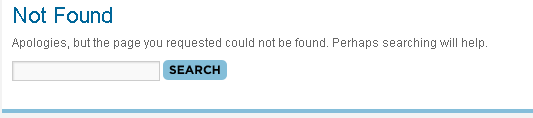 Not Found
Apologies, but the page you requested could not be found. Perhaps searching will help.
SEARCH